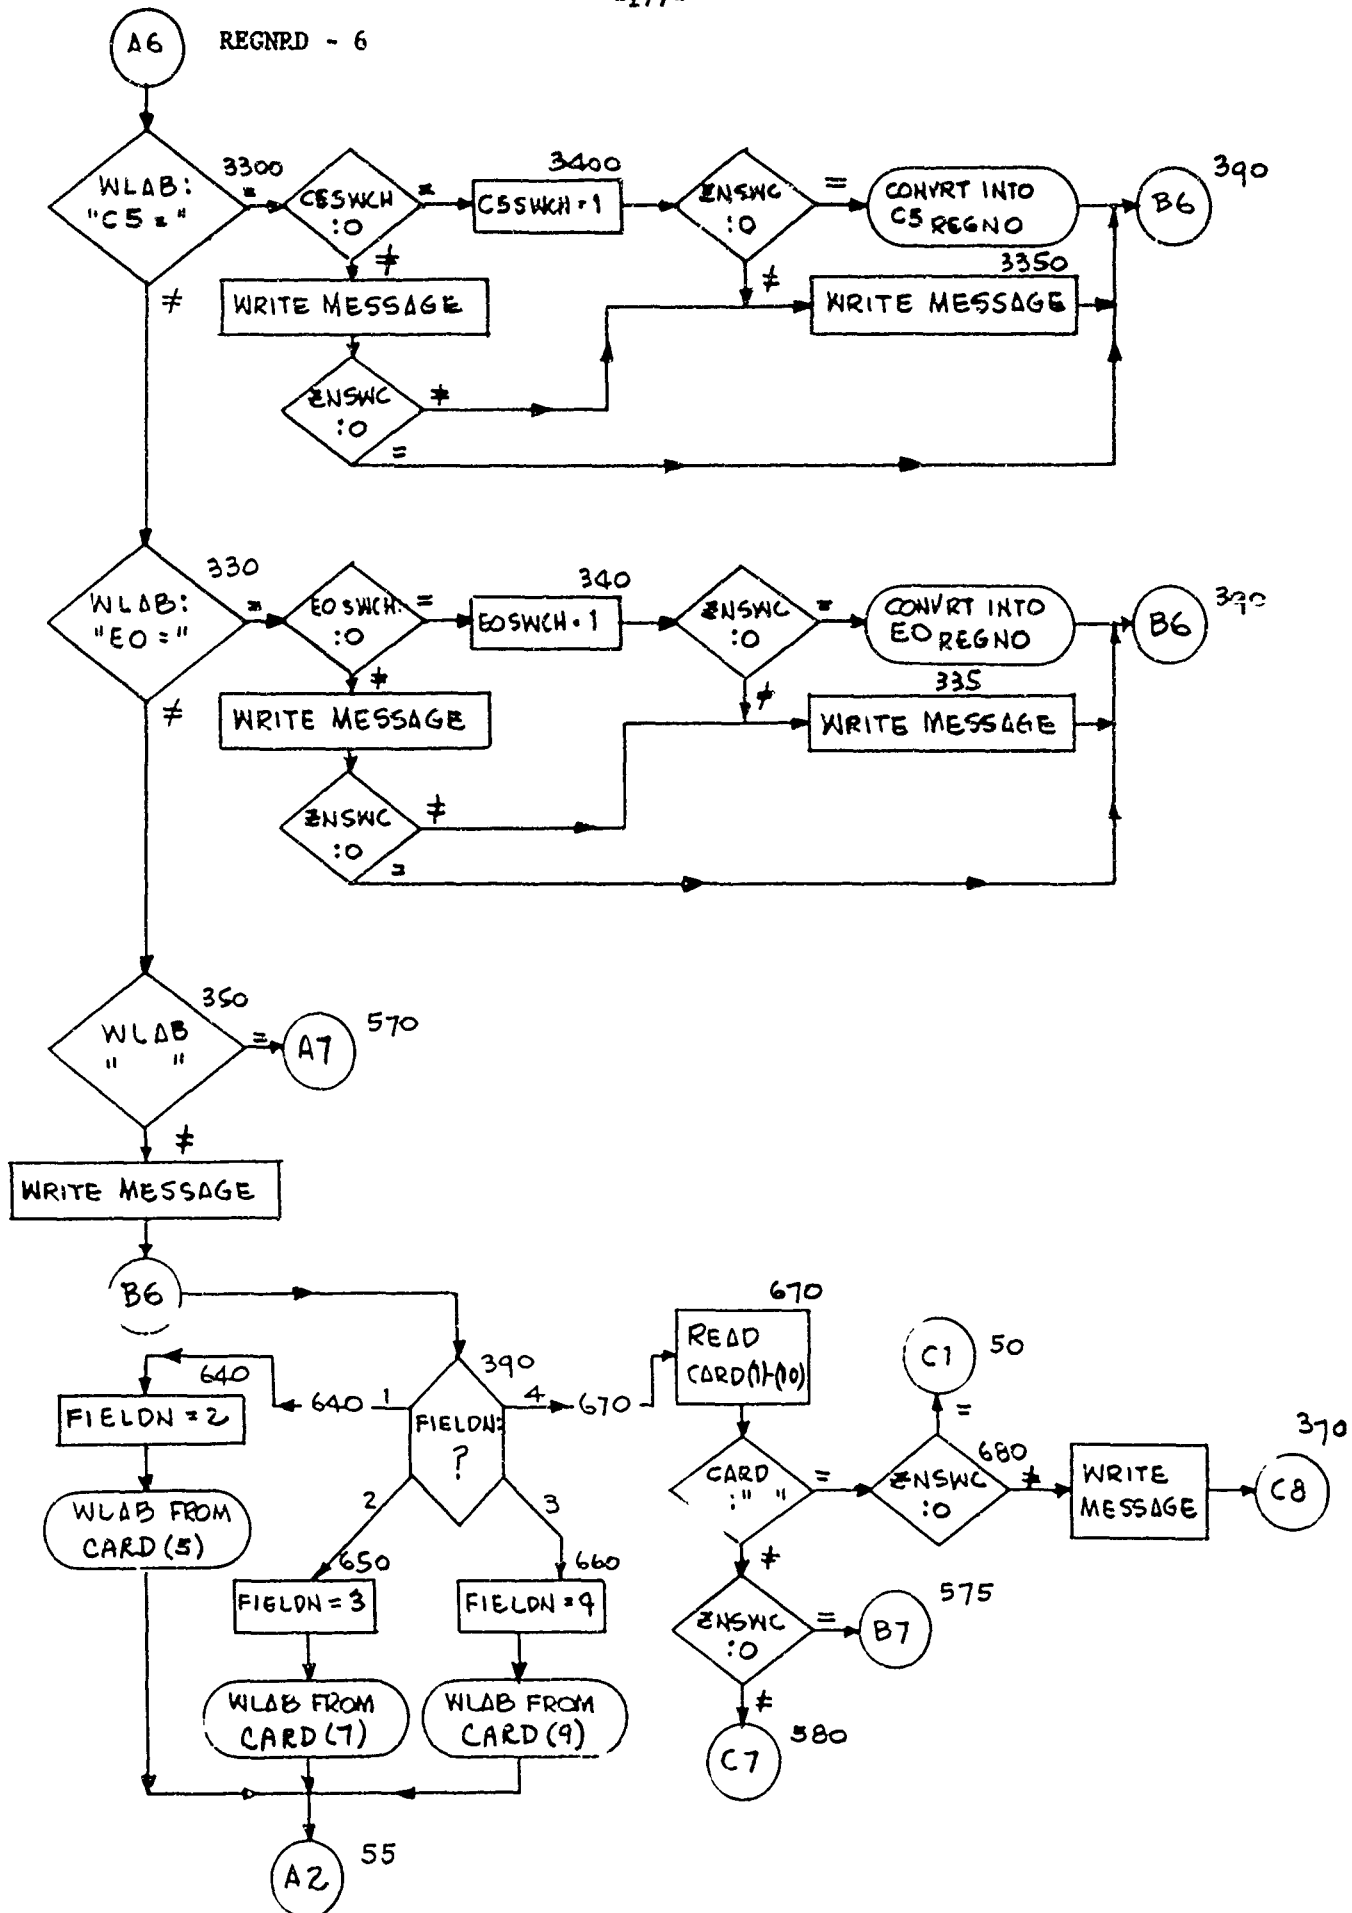 -177-
A6 REGNRD - 6
WLAB:
"C5="
=
≠
3300
C5SWCH
:0
=
≠
3400
C5SWCH=1
ZNSWC
:0
=
≠
CONVRT INTO
C5 REGNO
B6
390
WRITE MESSAGE
3350
WRITE MESSAGE
ZNSWC
:0
≠
=
WLAB:
"EO="
330
=
≠
EOSWCH:
:0
=
≠
340
EOSWCH=1
ZNSWC
:0
=
≠
CONVRT INTO
EO REGNO
B6
390
WRITE MESSAGE
335
WRITE MESSAGE
ZNSWC
:0
≠
=
350
WLAB
" "
=
A7
570
≠
WRITE MESSAGE
B6
390
FIELDN:
?
1
640
640
FIELDN=2
WLAB FROM
CARD(5)
2
650
FIELDN=3
WLAB FROM
CARD(7)
3
660
FIELDN=4
WLAB FROM
CARD(9)
4
670
670
READ
CARD(1)-(10)
CARD
:" "
=
≠
680
ZNSWC
:0
=
≠
C1
50
WRITE
MESSAGE
C8
370
ZNSWC
:0
=
≠
B7
575
C7
580
A2
55